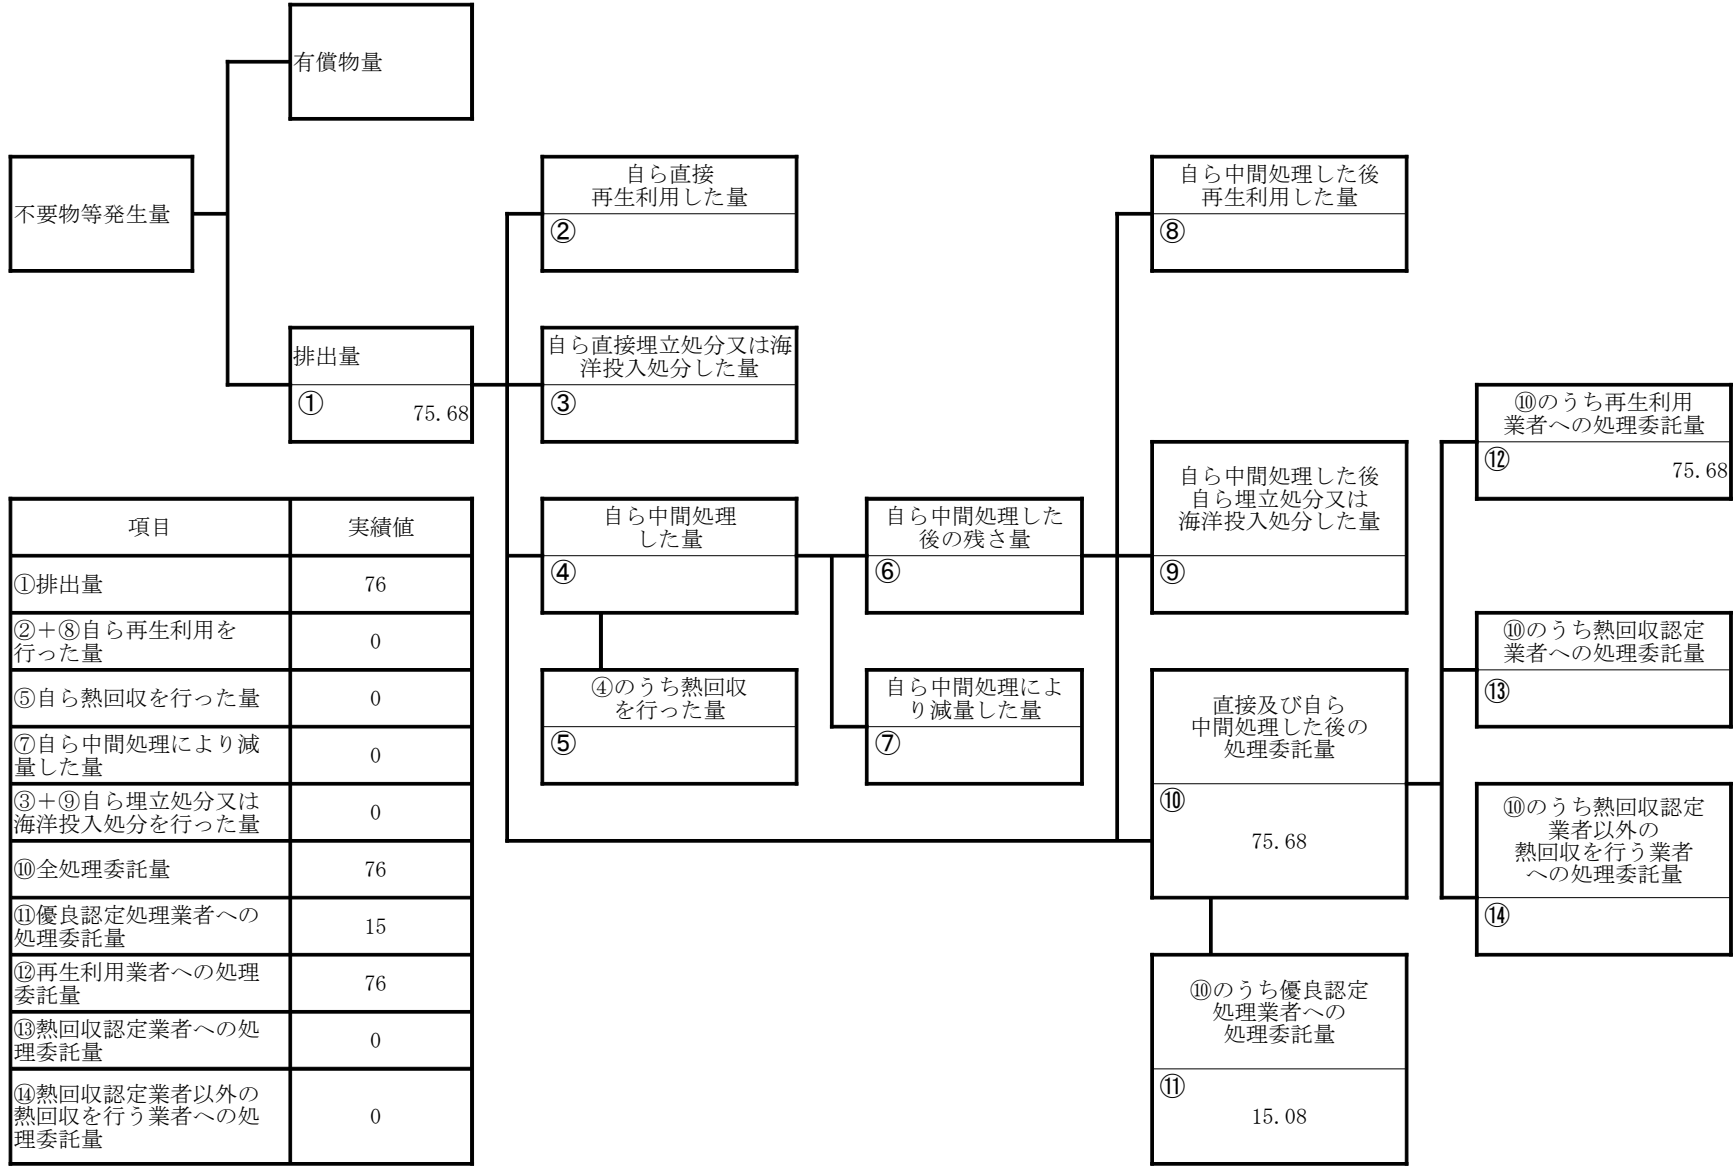 有償物量
不要物等発生量
排出量
①
75.68
自ら直接
再生利用した量
②
自ら直接埋立処分又は海
洋投入処分した量
③
自ら中間処理
した量
④
④のうち熱回収
を行った量
⑤
自ら中間処理した
後の残さ量
⑥
自ら中間処理によ
り減量した量
⑦
自ら中間処理した後
再生利用した量
⑧
自ら中間処理した後
自ら埋立処分又は
海洋投入処分した量
⑨
直接及び自ら
中間処理した後の
処理委託量
⑩
75.68
⑩のうち優良認定
処理業者への
処理委託量
⑪
15.08
⑩のうち再生利用
業者への処理委託量
⑫
75.68
⑩のうち熱回収認定
業者への処理委託量
⑬
⑩のうち熱回収認定
業者以外の
熱回収を行う業者
への処理委託量
⑭
項目 実績値
①排出量 76
②＋⑧自ら再生利用を
行った量 0
⑤自ら熱回収を行った量 0
⑦自ら中間処理により減
量した量 0
③＋⑨自ら埋立処分又は
海洋投入処分を行った量 0
⑩全処理委託量 76
⑪優良認定処理業者への
処理委託量 15
⑫再生利用業者への処理
委託量 76
⑬熱回収認定業者への処
理委託量 0
⑭熱回収認定業者以外の
熱回収を行う業者への処 0
理委託量